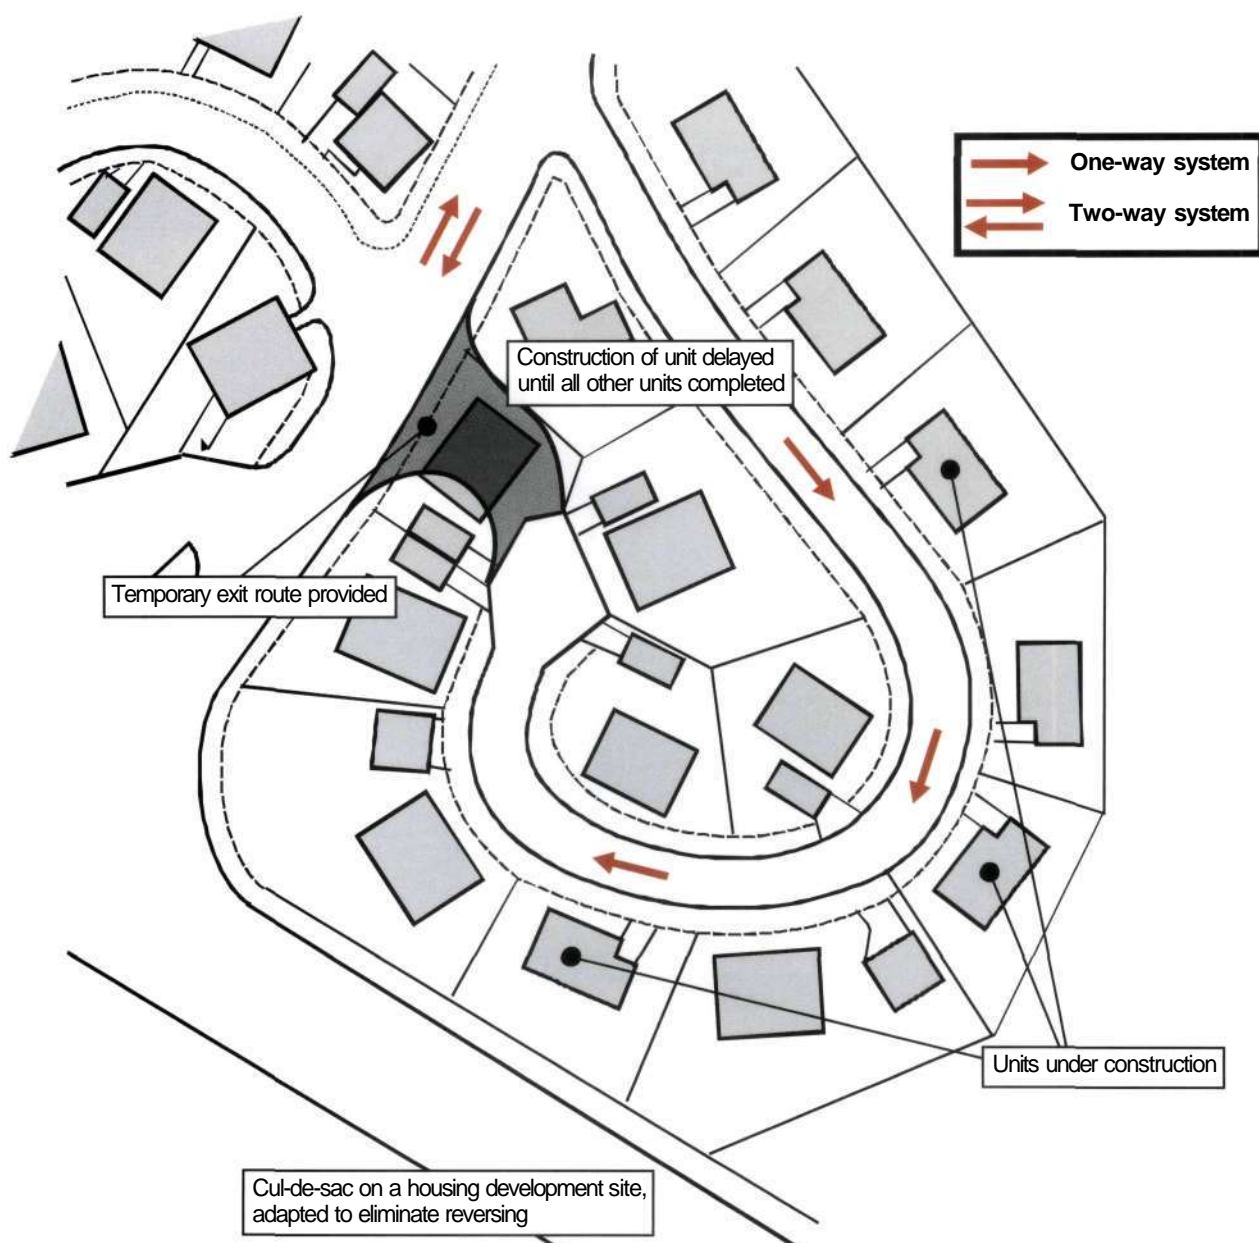 One-way system
Two-way system
Construction of unit delayed
until all other units completed
Temporary exit route provided
Units under construction
Cul-de-sac on a housing development site,
adapted to eliminate reversing